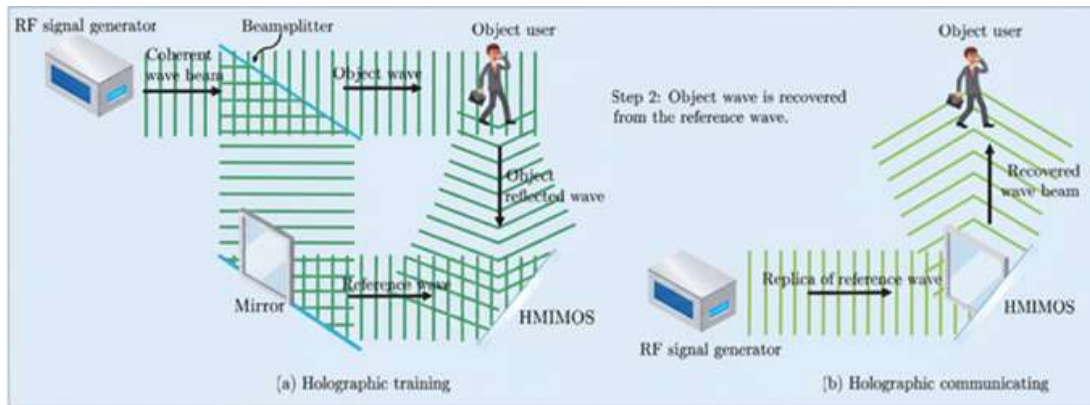 RF signal generator
Beamsplitter
Coherent
wave beam
Object wave
Object user
Object
reflected wave
Mirror
Reference wave
HMIMOS
(a) Holographic training
Step 2: Object wave is recovered
from the reference wave.
Object user
Recovered
wave beam
Replica of reference wave
HMIMOS
RF signal generator
(b) Holographic communicating